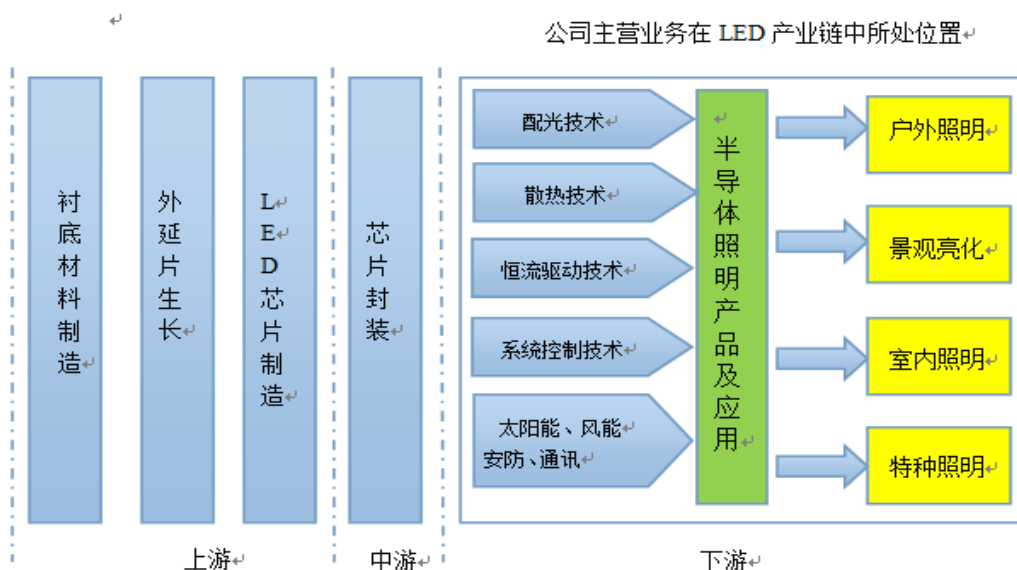 公司主营业务在 LED 产业链中所处位置
衬底材料制造
外延片生长
LED芯片制造
芯片封装
配光技术
散热技术
恒流驱动技术
系统控制技术
太阳能、风能
安防、通讯
半导体照明产品及应用
户外照明
景观亮化
室内照明
特种照明
上游
中游
下游